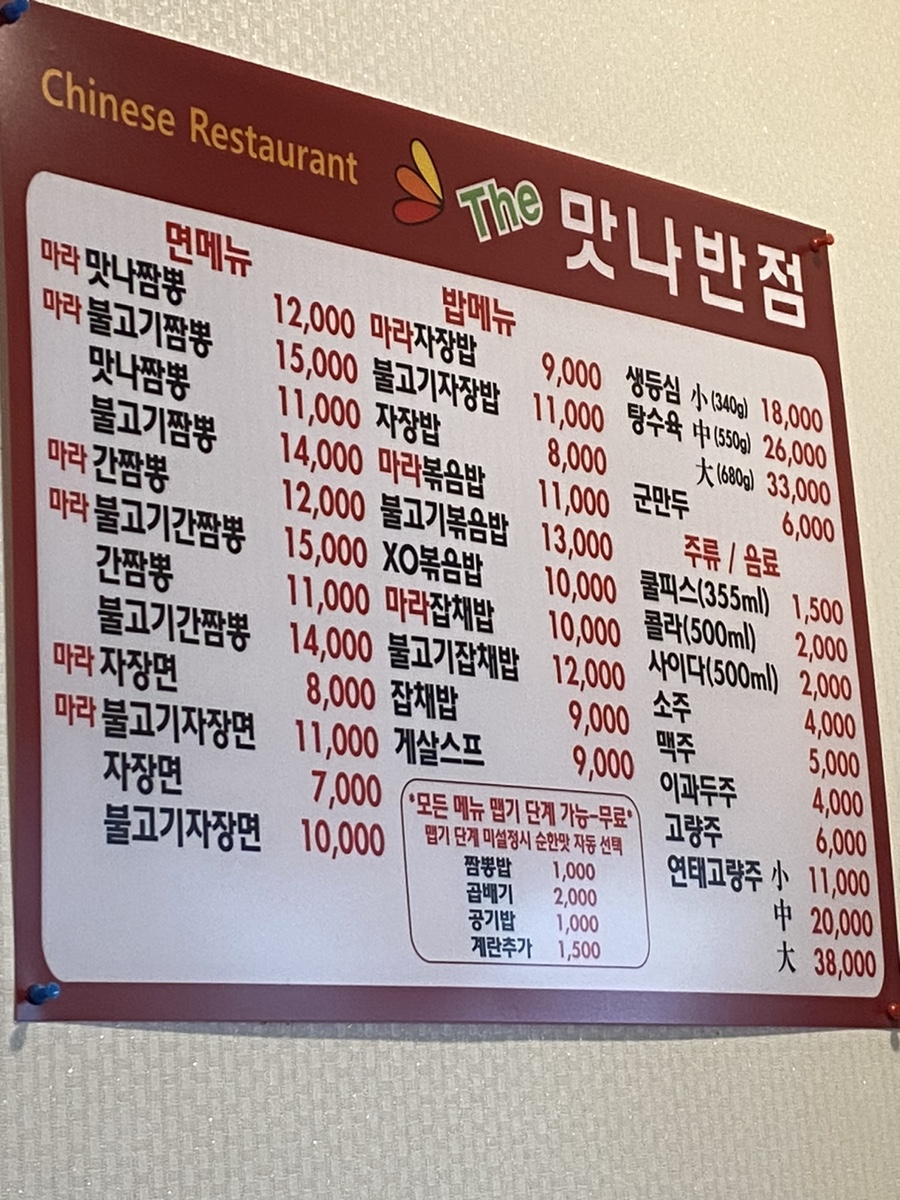 Chinese Restaurant
The 맛나반점
면메뉴
마라 맛나짬뽕 12,000
마라 불고기짬뽕 15,000
맛나짬뽕 11,000
불고기짬뽕 14,000
마라 간짬뽕 12,000
마라 불고기간짬뽕 15,000
간짬뽕 11,000
불고기간짬뽕 14,000
마라 자장면 8,000
마라 불고기자장면 11,000
자장면 7,000
불고기자장면 10,000
밥메뉴
마라자장밥 9,000
불고기자장밥 11,000
자장밥 8,000
마라볶음밥 11,000
불고기볶음밥 13,000
XO볶음밥 10,000
마라잡채밥 10,000
불고기잡채밥 12,000
잡채밥 9,000
게살스프 9,000
*모든 메뉴 맵기 단계 가능-무료*
맵기 단계 미설정시 순한맛 자동 선택
짬뽕밥 1,000
곱배기 2,000
공기밥 1,000
계란추가 1,500
생등심 小(340g) 18,000
탕수육 中(550g) 26,000
大(680g) 33,000
군만두 6,000
주류 / 음료
쿨피스(355ml) 1,500
콜라(500ml) 2,000
사이다(500ml) 2,000
소주 4,000
맥주 5,000
이과두주 4,000
고량주 6,000
연태고량주 小 11,000
中 20,000
大 38,000